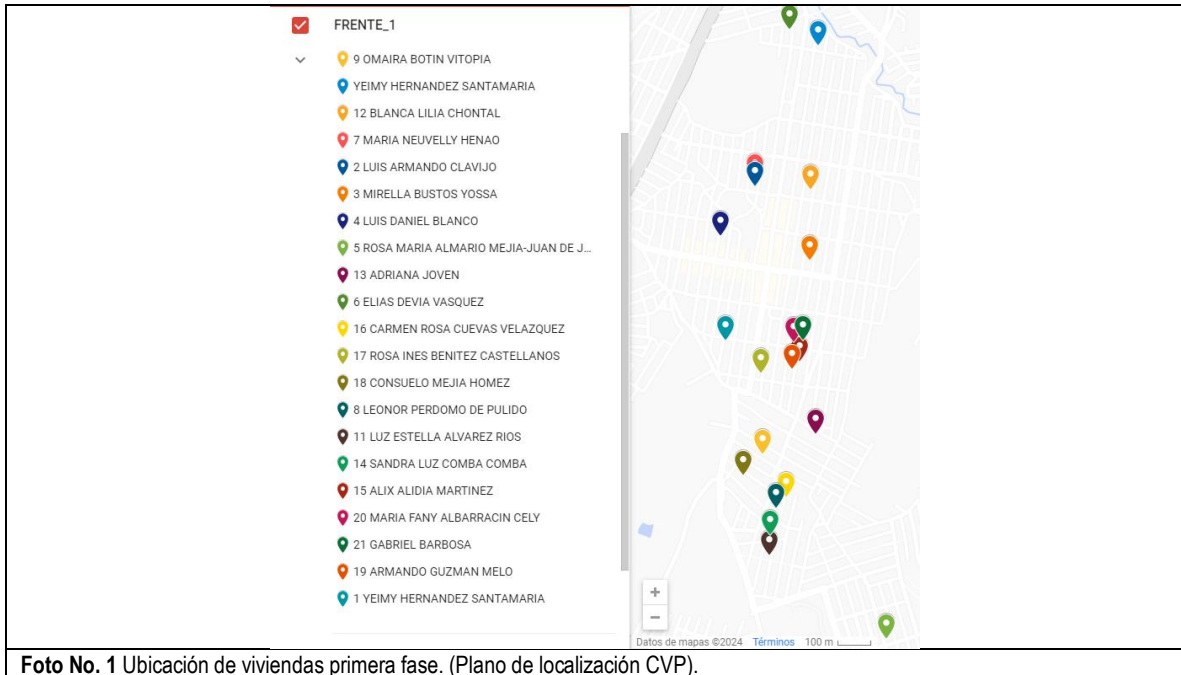 FRENTE_1
9 OMAIRA BOTIN VITOPIA
YEIMY HERNANDEZ SANTAMARIA
12 BLANCA LILIA CHONTAL
7 MARIA NEUVELLY HENAO
2 LUIS ARMANDO CLAVIJO
3 MIRELLA BUSTOS YOSSA
4 LUIS DANIEL BLANCO
5 ROSA MARIA ALMARIO MEJIA-JUAN DE J...
13 ADRIANA JOVEN
6 ELIAS DEVIA VASQUEZ
16 CARMEN ROSA CUEVAS VELAZQUEZ
17 ROSA INES BENITEZ CASTELLANOS
18 CONSUELO MEJIA HOMEZ
8 LEONOR PERDOMO DE PULIDO
11 LUZ ESTELLA ALVAREZ RIOS
14 SANDRA LUZ COMBA COMBA
15 ALIX ALIDIA MARTINEZ
20 MARIA FANY ALBARRACIN CELY
21 GABRIEL BARBOSA
19 ARMANDO GUZMAN MELO
1 YEIMY HERNANDEZ SANTAMARIA
+
−
Datos de mapas ©2024 Términos 100 m
Foto No. 1 Ubicación de viviendas primera fase. (Plano de localización CVP).